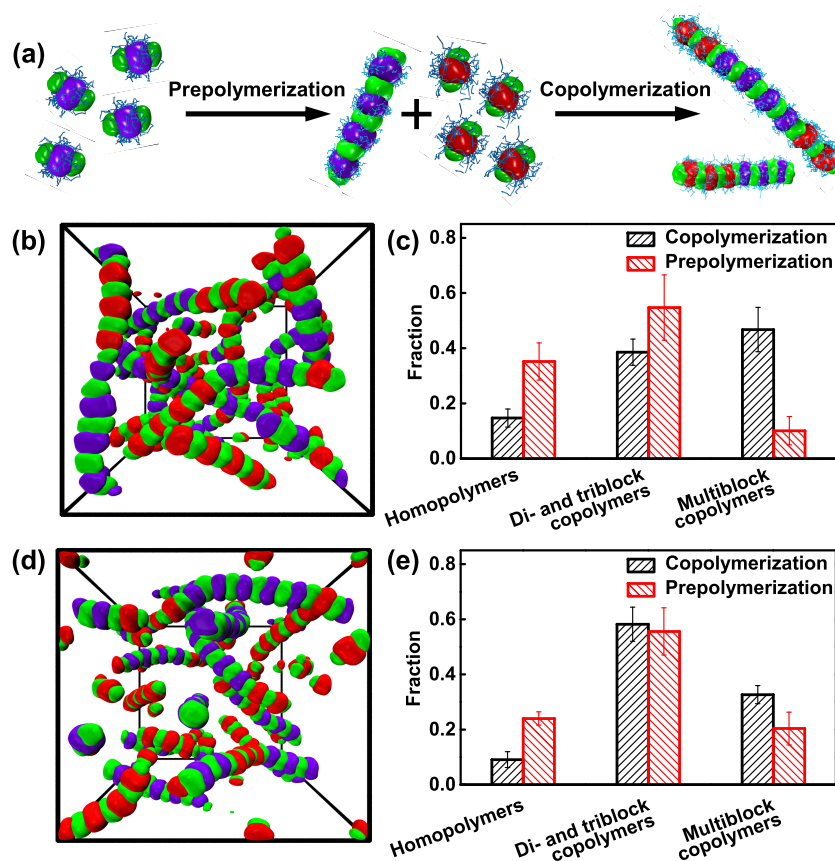 (a)
Prepolymerization
+
Copolymerization
(b)
(c)
Fraction
0.8
0.6
0.4
0.2
0.0
Copolymerization
Prepolymerization
Homopolymers
Di- and triblock
copolymers
Multiblock
copolymers
(d)
(e)
Fraction
0.8
0.6
0.4
0.2
0.0
Copolymerization
Prepolymerization
Homopolymers
Di- and triblock
copolymers
Multiblock
copolymers